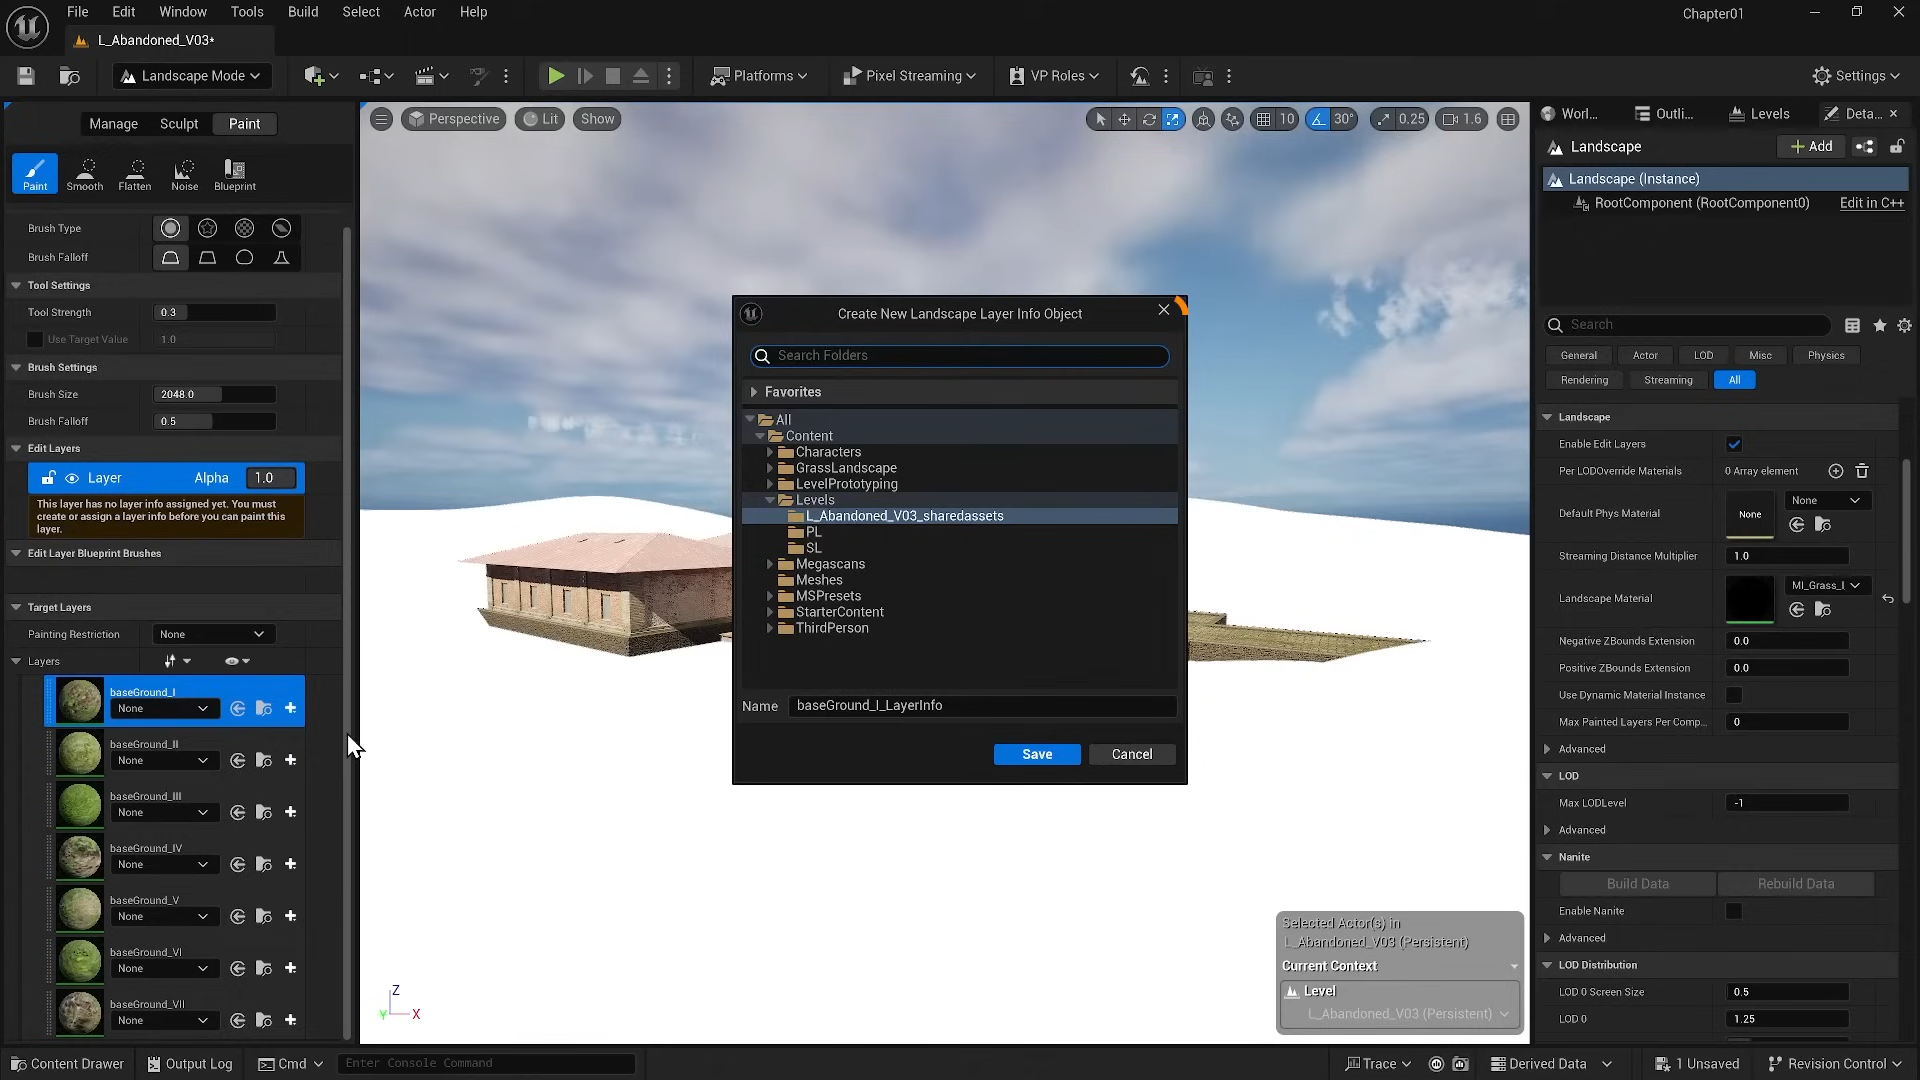 File Edit Window Tools Build Select Actor Help
Chapter01
L_Abandoned_V03*
Landscape Mode
Platforms
Pixel Streaming
VP Roles
Settings
Manage Sculpt Paint
Paint Smooth Flatten Noise Blueprint
Brush Type
Brush Falloff
Tool Settings
Tool Strength 0.3
Use Target Value 1.0
Brush Settings
Brush Size 2048.0
Brush Falloff 0.5
Edit Layers
Layer Alpha 1.0
This layer has no layer info assigned yet. You must
create or assign a layer info before you can paint this
layer.
Edit Layer Blueprint Brushes
Target Layers
Painting Restriction None
Layers
baseGround_I
None
baseGround_II
None
baseGround_III
None
baseGround_IV
None
baseGround_V
None
baseGround_VI
None
baseGround_VII
None
Perspective Lit Show
10 30° 0.25 1.6
Create New Landscape Layer Info Object
Search Folders
Favorites
All
Content
Characters
GrassLandscape
LevelPrototyping
Levels
L_Abandoned_V03_sharedassets
PL
SL
Megascans
Meshes
MSPresets
StarterContent
ThirdPerson
Name baseGround_I_LayerInfo
Save Cancel
Z
Y X
Selected Actor(s) in
L_Abandoned_V03 (Persistent)
Current Context
Level
L_Abandoned_V03 (Persistent)
Worl... Outli... Levels Deta...
Landscape Add
Landscape (Instance)
RootComponent (RootComponent0) Edit in C++
Search
General Actor LOD Misc Physics
Rendering Streaming All
Landscape
Enable Edit Layers
Per LODOverride Materials 0 Array element
Default Phys Material None None
Streaming Distance Multiplier 1.0
Landscape Material MI_Grass_l
Negative ZBounds Extension 0.0
Positive ZBounds Extension 0.0
Use Dynamic Material Instance
Max Painted Layers Per Comp... 0
Advanced
LOD
Max LODLevel -1
Advanced
Nanite
Build Data Rebuild Data
Enable Nanite
Advanced
LOD Distribution
LOD 0 Screen Size 0.5
LOD 0 1.25
Content Drawer Output Log Cmd Enter Console Command
Trace Derived Data 1 Unsaved Revision Control